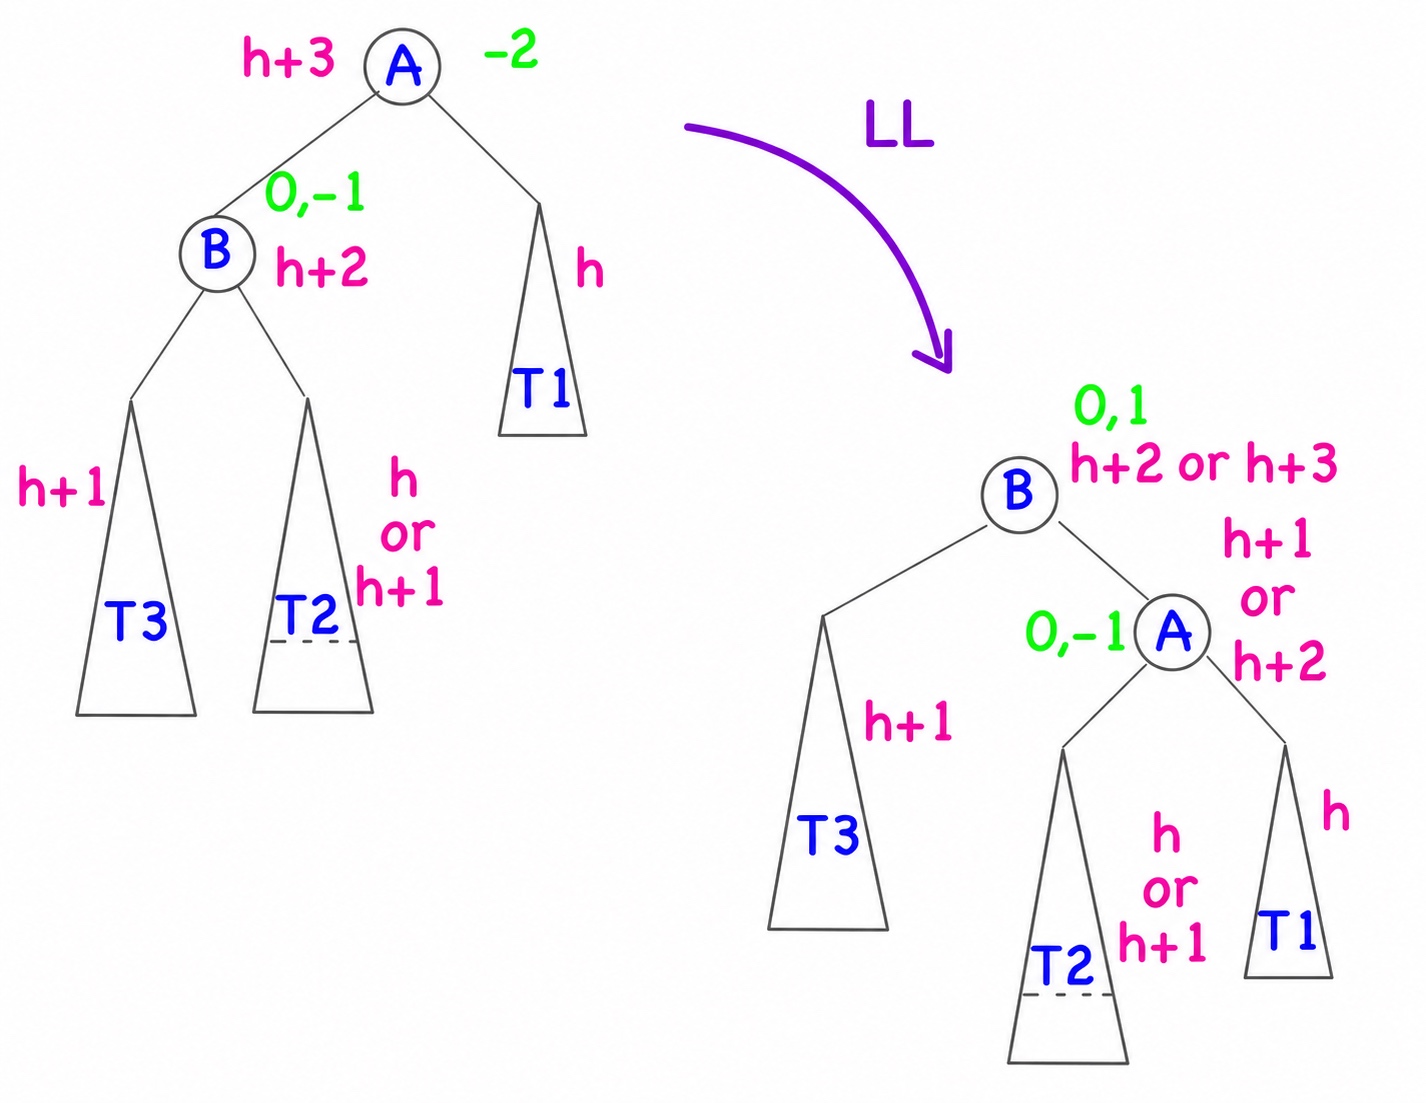 h+3 A -2
0,-1
B h+2
h
T1
h+1
h
or
h+1
T3
T2
LL
0,1
h+2 or h+3
B
h+1
or
h+2
0,-1 A
h+1
T3
h
or
h+1
T2
h
T1